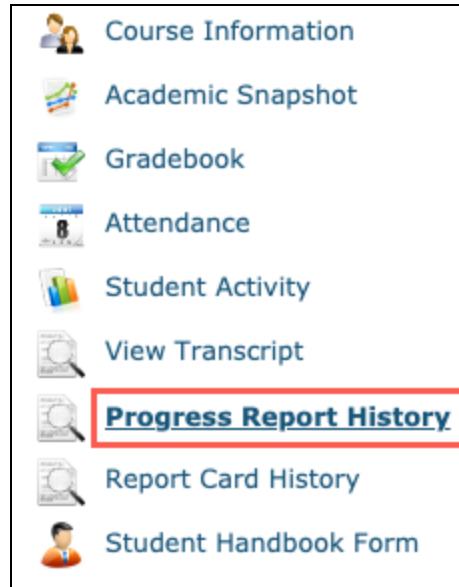 Course Information
Academic Snapshot
Gradebook
8
Attendance
Student Activity
View Transcript
Progress Report History
Report Card History
Student Handbook Form